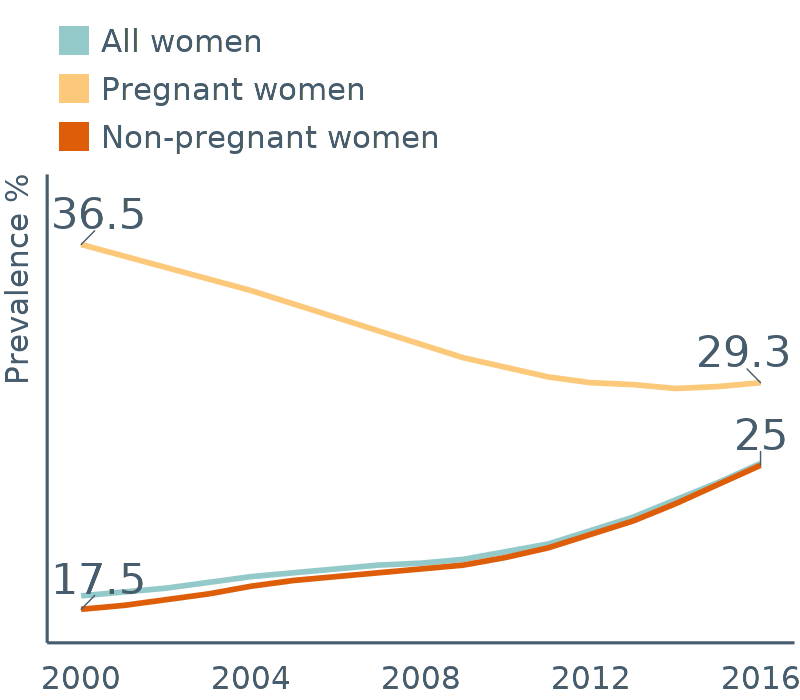 All women
Pregnant women
Non-pregnant women
Prevalence %
36.5
29.3
25
17.5
2000 2004 2008 2012 2016